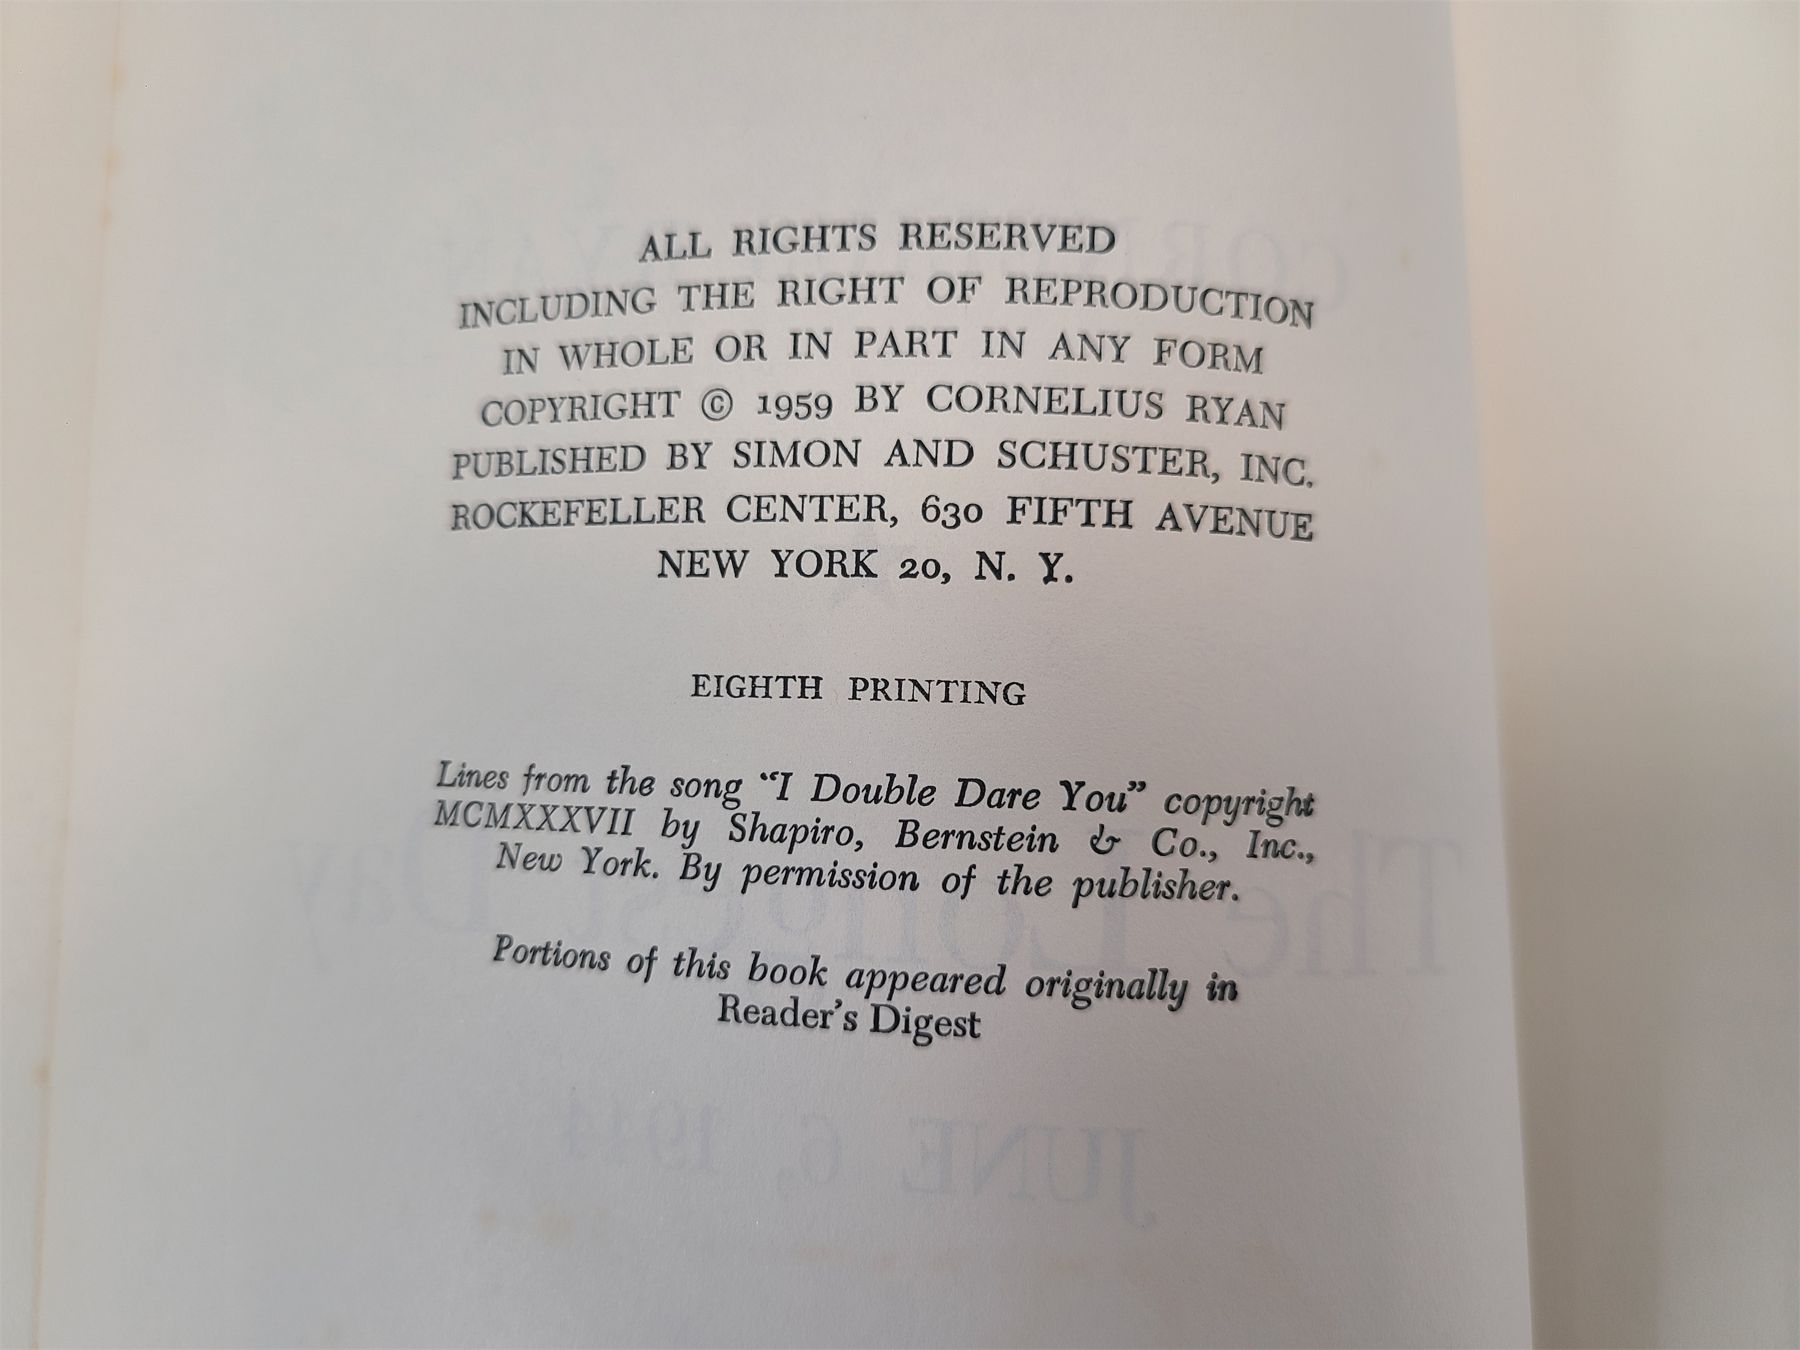 ALL RIGHTS RESERVED
INCLUDING THE RIGHT OF REPRODUCTION
IN WHOLE OR IN PART IN ANY FORM
COPYRIGHT © 1959 BY CORNELIUS RYAN
PUBLISHED BY SIMON AND SCHUSTER, INC.
ROCKEFELLER CENTER, 630 FIFTH AVENUE
NEW YORK 20, N. Y.
EIGHTH PRINTING
Lines from the song “I Double Dare You” copyright
MCMXXXVII by Shapiro, Bernstein & Co., Inc.,
New York. By permission of the publisher.
Portions of this book appeared originally in
Reader’s Digest
JUNE 6, 1944